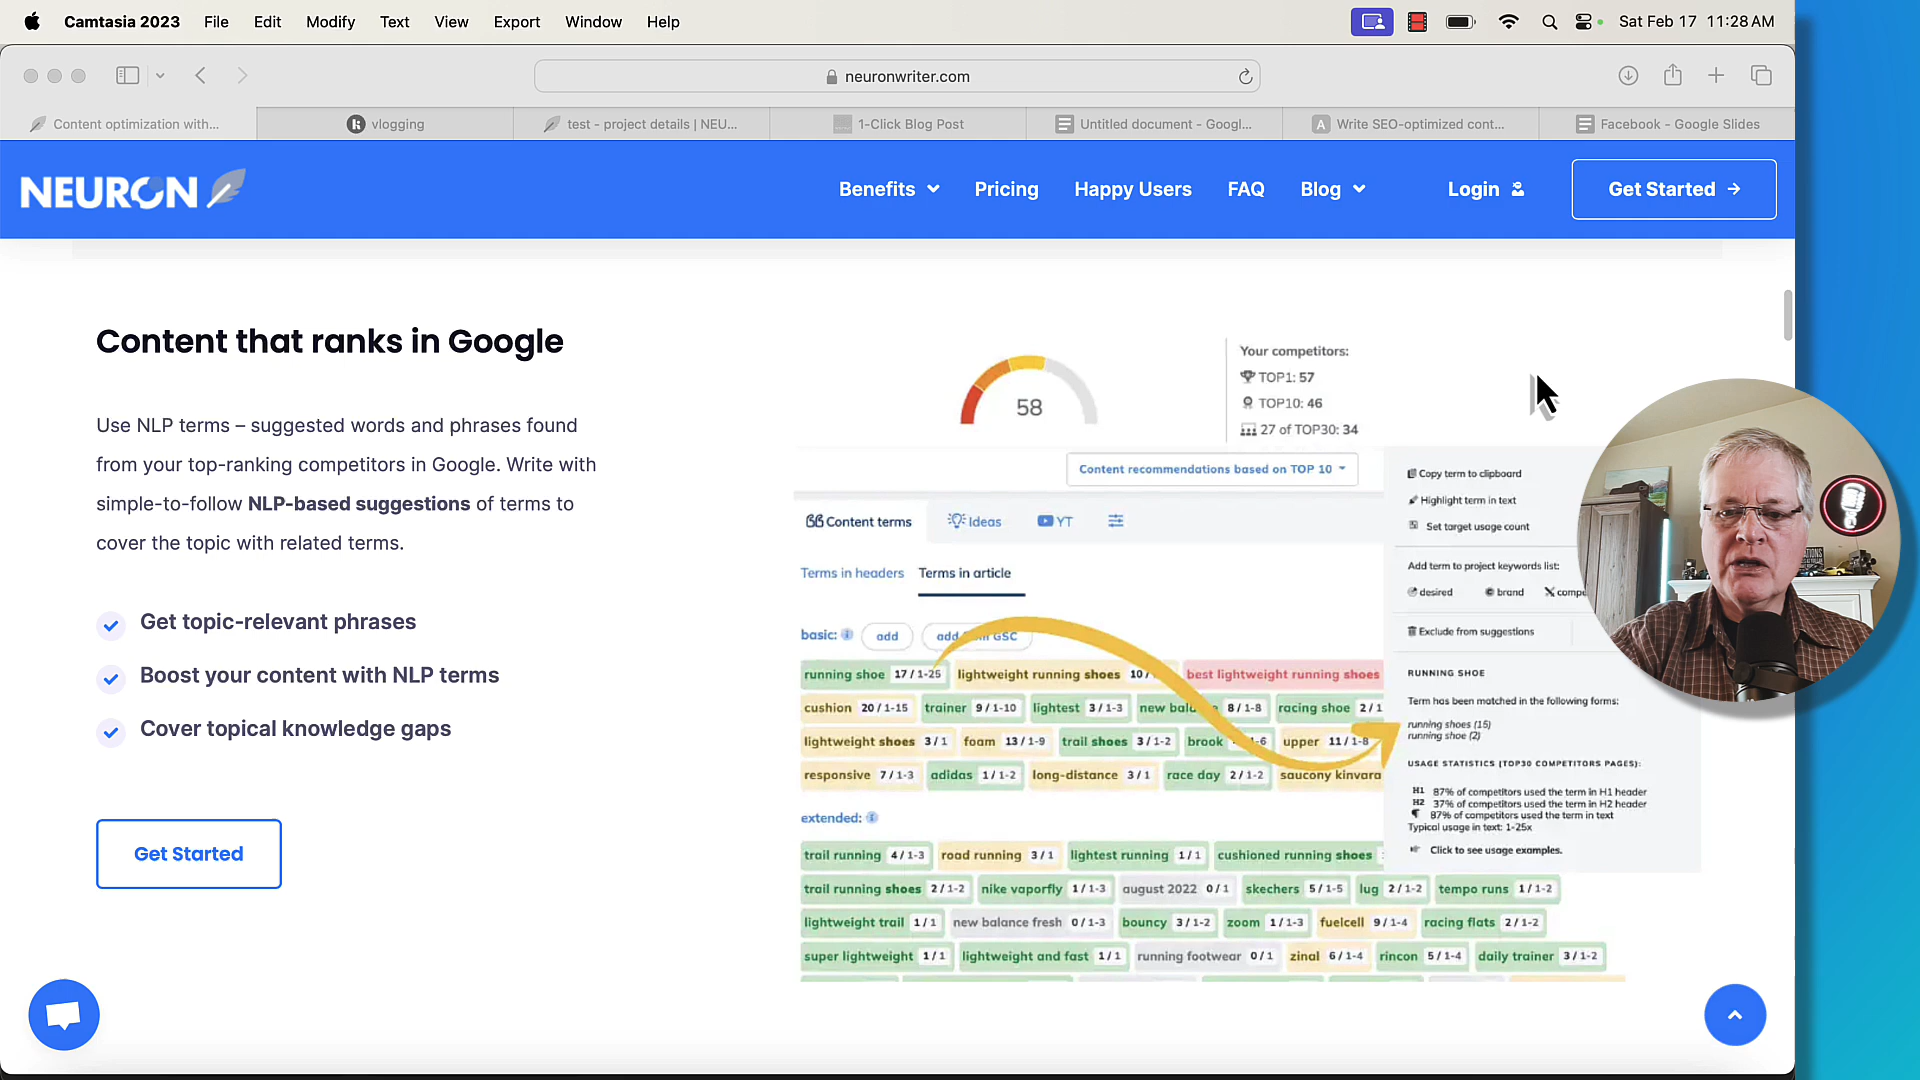 Camtasia 2023 File Edit Modify Text View Export Window Help Sat Feb 17 11:28 AM
neuronwriter.com
Content optimization with... vlogging test - project details | NEU... 1-Click Blog Post Untitled document - Googl... Write SEO-optimized cont... Facebook - Google Slides
NEURON Benefits Pricing Happy Users FAQ Blog Login Get Started
Content that ranks in Google
Use NLP terms – suggested words and phrases found
from your top-ranking competitors in Google. Write with
simple-to-follow NLP-based suggestions of terms to
cover the topic with related terms.
Get topic-relevant phrases
Boost your content with NLP terms
Cover topical knowledge gaps
Get Started
58
Your competitors:
TOP1: 57
TOP10: 46
27 of TOP30: 34
Content recommendations based on TOP 10
Content terms Ideas YT
Terms in headers Terms in article
basic: add add GSC
running shoe 17 / 1-25 lightweight running shoes 10 / best lightweight running shoes
cushion 20 / 1-15 trainer 9 / 1-10 lightest 3 / 1-3 new 8 / 1-8 racing shoe 2 / 1
lightweight shoes 3 / 1 foam 13 / 1-9 trail shoes 3 / 1-2 brook 1-6 upper 11 / 1-8
responsive 7 / 1-3 adidas 1 / 1-2 long-distance 3 / 1 race day 2 / 1-2 saucony kinvara
extended:
trail running 4 / 1-3 road running 3 / 1 lightest running 1 / 1 cushioned running shoes
trail running shoes 2 / 1-2 nike vaporfly 1 / 1-3 august 2022 0 / 1 skechers 5 / 1-5 lug 2 / 1-2 tempo runs 1 / 1-2
lightweight trail 1 / 1 new balance fresh 0 / 1-3 bouncy 3 / 1-2 zoom 1 / 1-3 fuelcell 9 / 1-4 racing flats 2 / 1-2
super lightweight 1 / 1 lightweight and fast 1 / 1 running footwear 0 / 1 zinal 6 / 1-4 rincon 5 / 1-4 daily trainer 3 / 1-2
Copy term to clipboard
Highlight term in text
Set target usage count
Add term to project keywords list:
desired brand compe
Exclude from suggestions
RUNNING SHOE
Term has been matched in the following forms:
running shoes (15)
running shoe (2)
USAGE STATISTICS (TOP30 COMPETITORS PAGES):
H1 87% of competitors used the term in H1 header
H2 37% of competitors used the term in H2 header
87% of competitors used the term in text
Typical usage in text: 1-25x
Click to see usage examples.